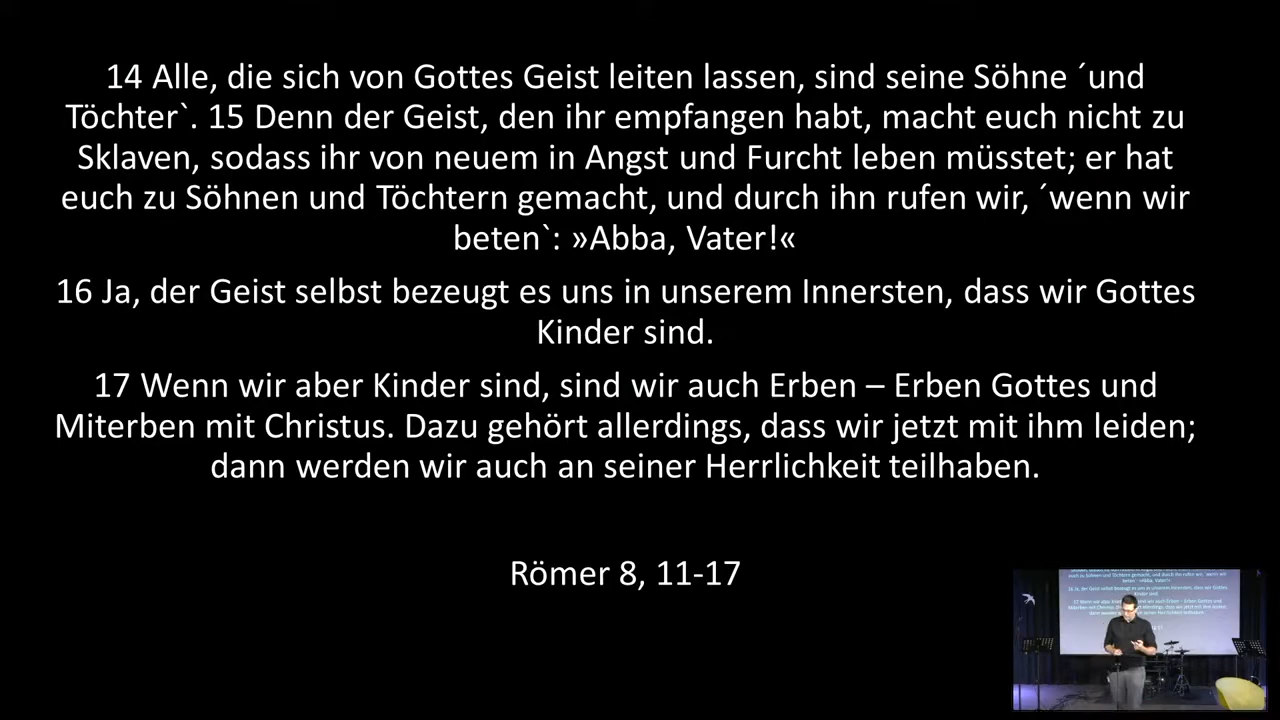 14 Alle, die sich von Gottes Geist leiten lassen, sind seine Söhne ´und
Töchter`. 15 Denn der Geist, den ihr empfangen habt, macht euch nicht zu
Sklaven, sodass ihr von neuem in Angst und Furcht leben müsstet; er hat
euch zu Söhnen und Töchtern gemacht, und durch ihn rufen wir, ´wenn wir
beten`: »Abba, Vater!«
16 Ja, der Geist selbst bezeugt es uns in unserem Innersten, dass wir Gottes
Kinder sind.
17 Wenn wir aber Kinder sind, sind wir auch Erben – Erben Gottes und
Miterben mit Christus. Dazu gehört allerdings, dass wir jetzt mit ihm leiden;
dann werden wir auch an seiner Herrlichkeit teilhaben.
Römer 8, 11-17